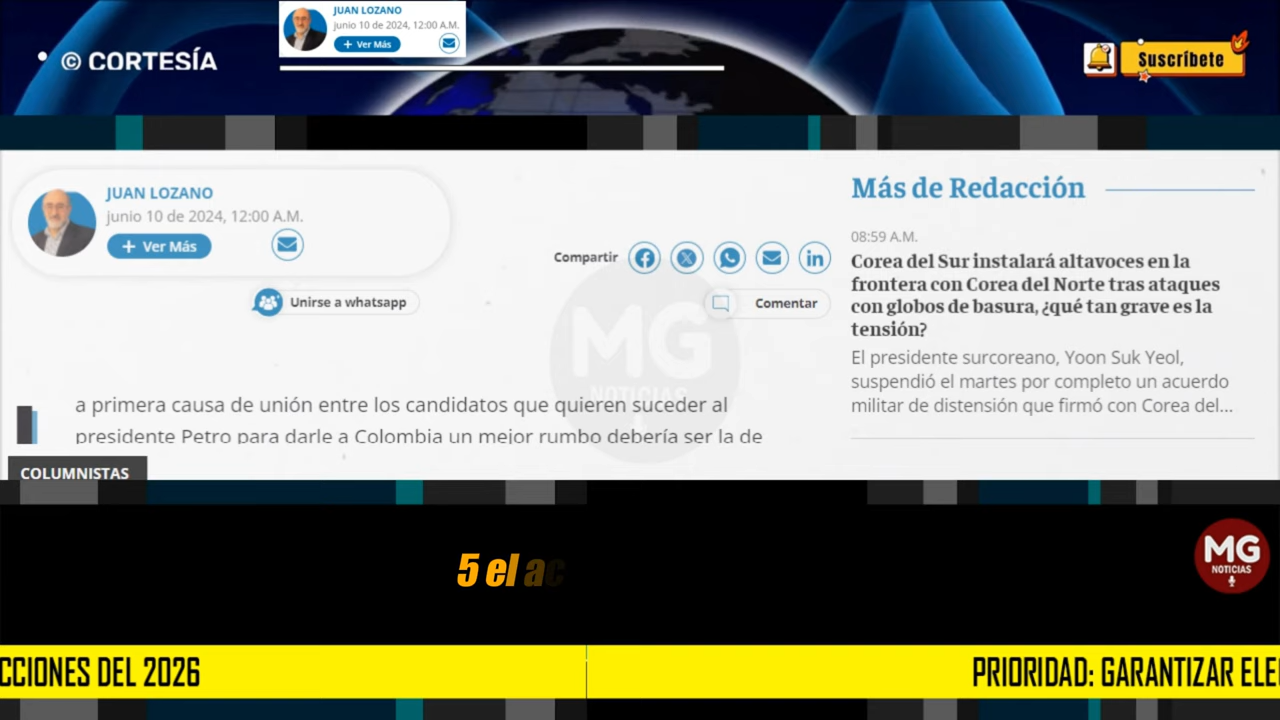 JUAN LOZANO
junio 10 de 2024, 12:00 A.M.
+ Ver Más
© CORTESÍA
Suscríbete
JUAN LOZANO
junio 10 de 2024, 12:00 A.M.
+ Ver Más
Unirse a whatsapp
Compartir
Comentar
a primera causa de unión entre los candidatos que quieren suceder al
presidente Petro para darle a Colombia un mejor rumbo debería ser la de
COLUMNISTAS
Más de Redacción
08:59 A.M.
Corea del Sur instalará altavoces en la
frontera con Corea del Norte tras ataques
con globos de basura, ¿qué tan grave es la
tensión?
El presidente surcoreano, Yoon Suk Yeol,
suspendió el martes por completo un acuerdo
militar de distensión que firmó con Corea del...
MG
NOTICIAS
5 el ac
MG
NOTICIAS
CCIONES DEL 2026
PRIORIDAD: GARANTIZAR ELE